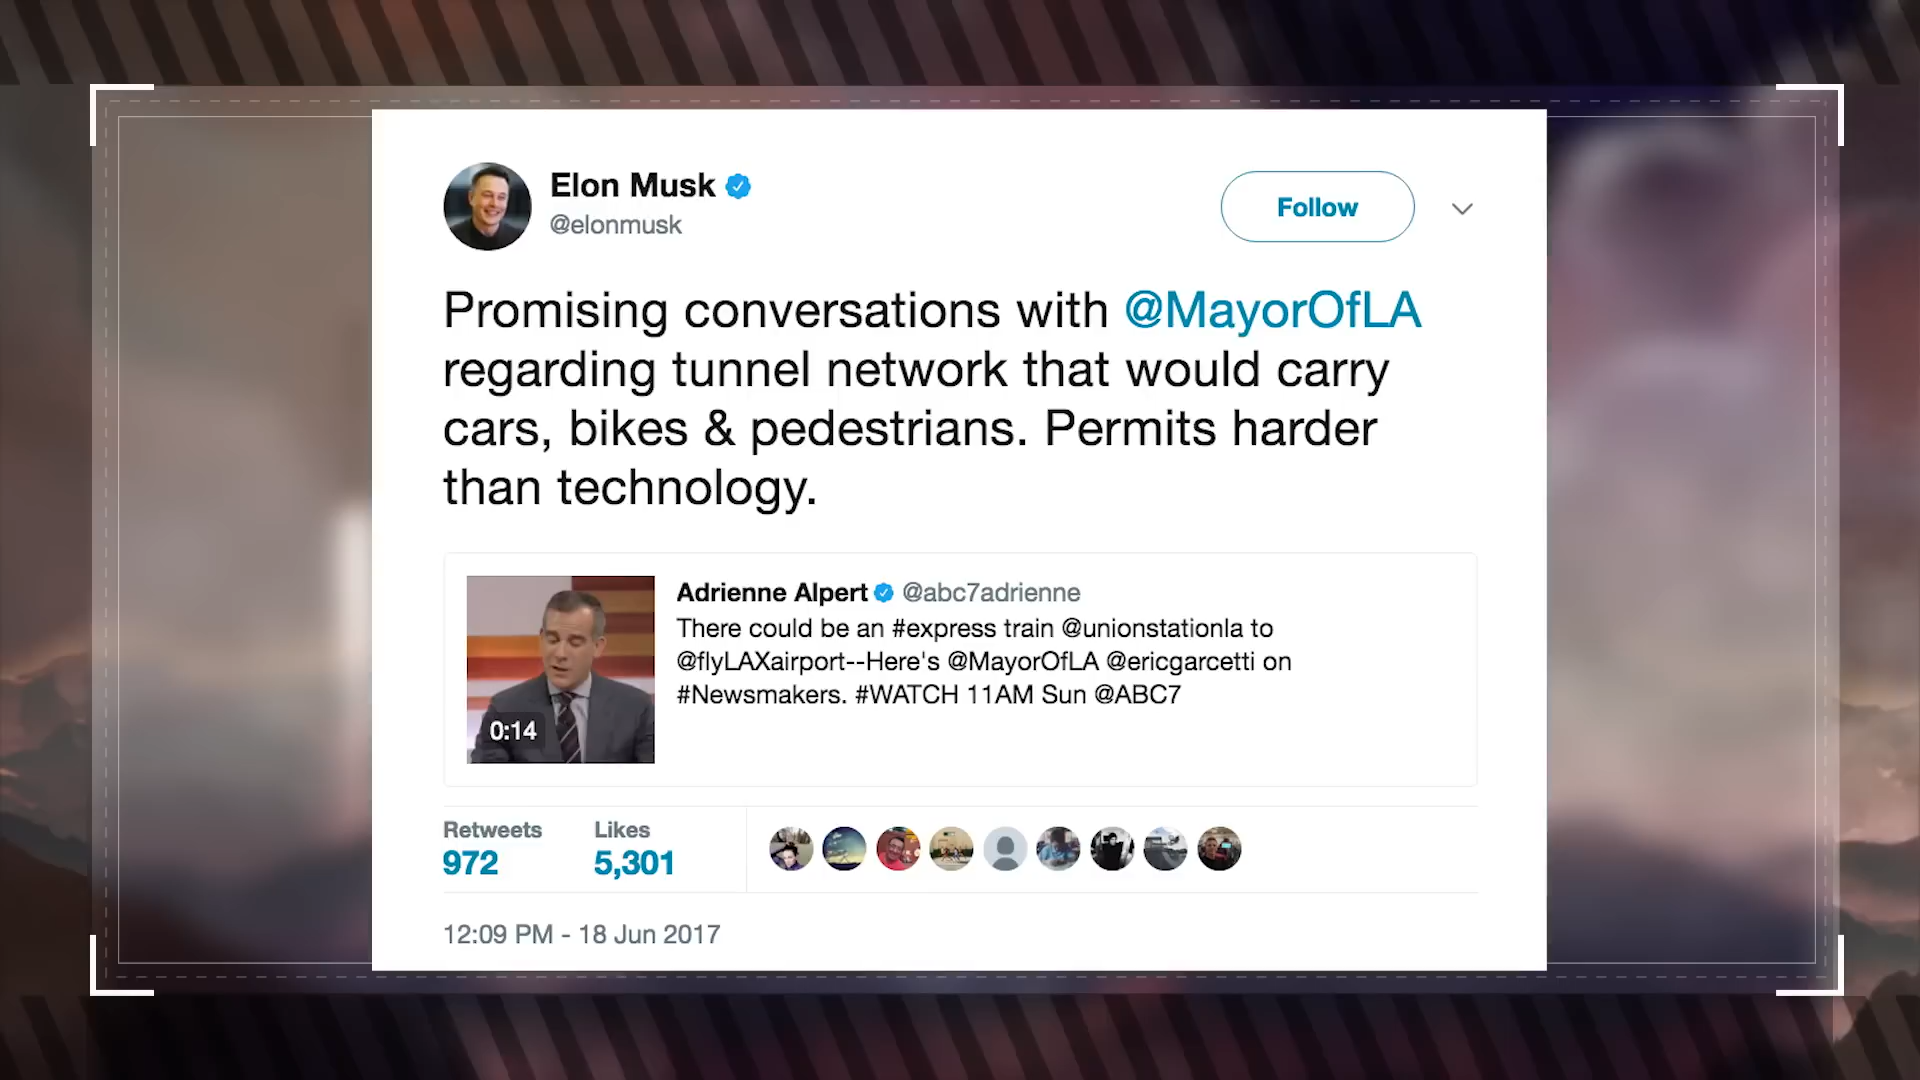 Elon Musk
@elonmusk
Follow
Promising conversations with @MayorOfLA
regarding tunnel network that would carry
cars, bikes & pedestrians. Permits harder
than technology.
Adrienne Alpert @abc7adrienne
There could be an #express train @unionstationla to
@flyLAXairport--Here's @MayorOfLA @ericgarcetti on
#Newsmakers. #WATCH 11AM Sun @ABC7
0:14
Retweets Likes
972 5,301
12:09 PM - 18 Jun 2017